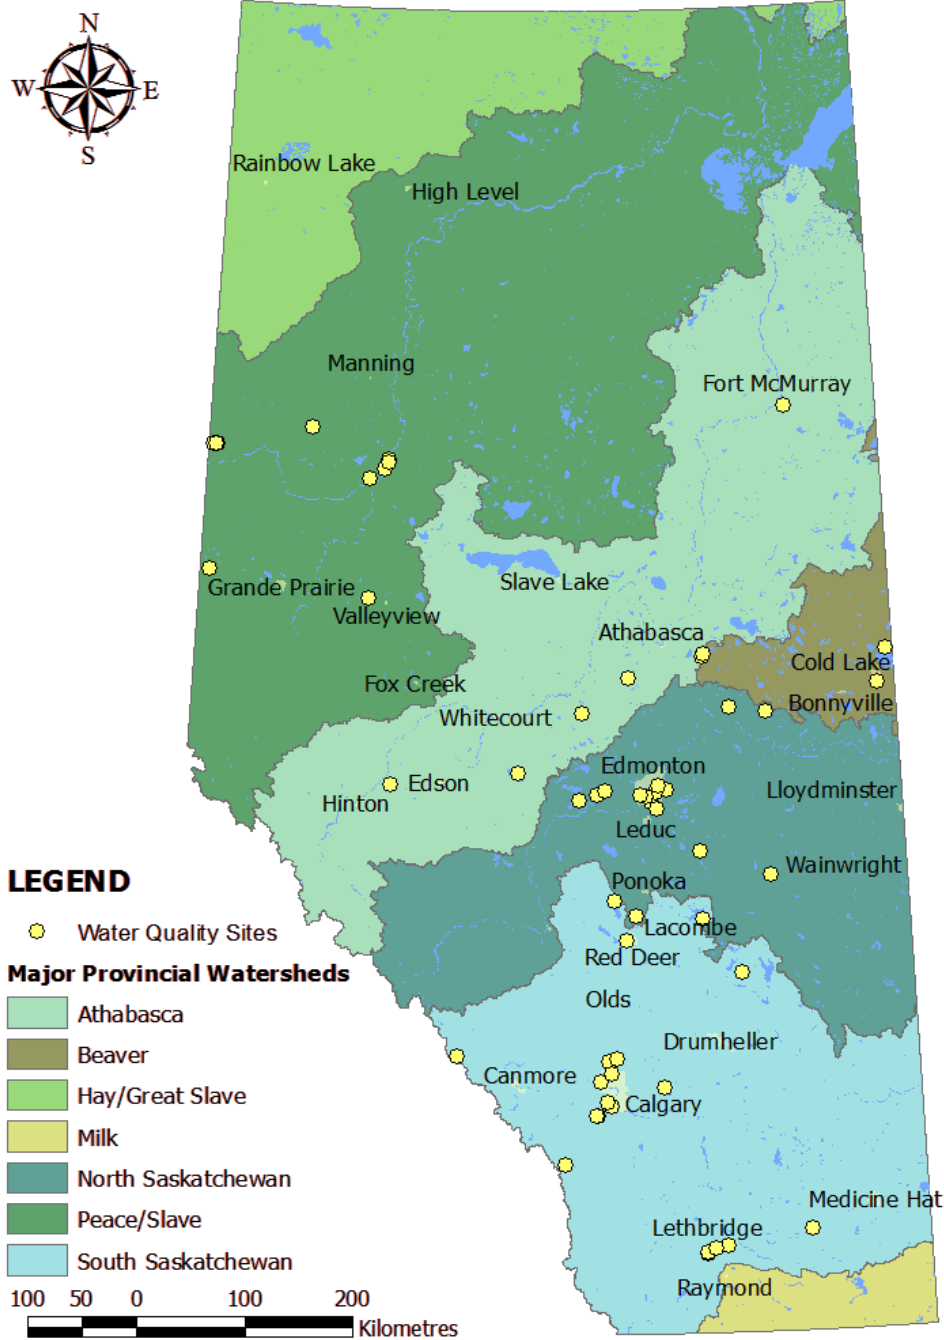 N
W E
S
Rainbow Lake
High Level
Manning
Fort McMurray
Slave Lake
Grande Prairie
Valleyview
Athabasca
Cold Lake
Fox Creek
Bonnyville
Whitecourt
Edmonton
Edson
Lloydminster
Hinton
Leduc
Wainwright
Ponoka
Lacombe
Red Deer
Olds
Drumheller
Canmore
Calgary
Medicine Hat
Lethbridge
Raymond
LEGEND
Water Quality Sites
Major Provincial Watersheds
Athabasca
Beaver
Hay/Great Slave
Milk
North Saskatchewan
Peace/Slave
South Saskatchewan
100 50 0 100 200
Kilometres